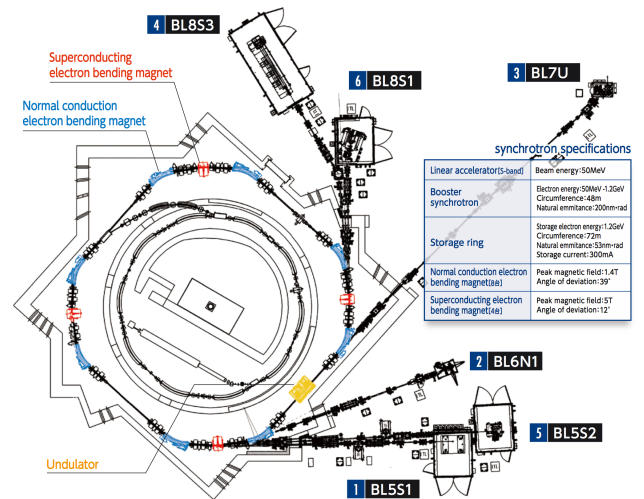 4 BL8S3
Superconducting
electron bending magnet
6 BL8S1
3 BL7U
Normal conduction
electron bending magnet
synchrotron specifications
Linear accelerator(S-band) Beam energy:50MeV
Booster
synchrotron
Electron energy:50MeV -1.2GeV
Circumference:48m
Natural emmitance:200nm•rad
Storage ring
Storage electron energy:1.2GeV
Circumference:72m
Natural emmitance:53nm•rad
Storage current:300mA
Normal conduction electron
bending magnet(8台)
Peak magnetic field:1.4T
Angle of deviation:39°
Superconducting electron
bending magnet(4台)
Peak magnetic field:5T
Angle of deviation:12°
2 BL6N1
5 BL5S2
Undulator
1 BL5S1